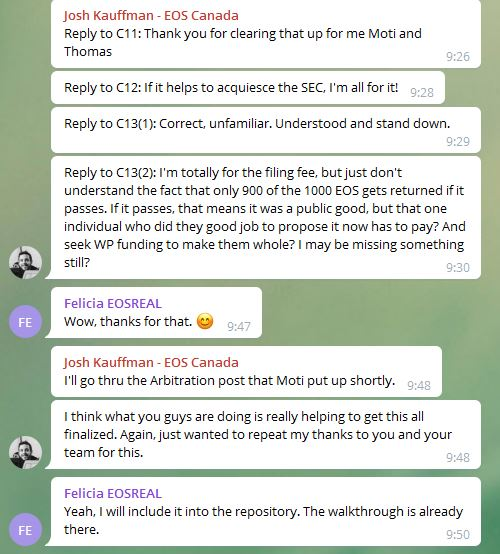 Josh Kauffman - EOS Canada
Reply to C11: Thank you for clearing that up for me Moti and
Thomas
9:26
Reply to C12: If it helps to acquiesce the SEC, I'm all for it!
9:28
Reply to C13(1): Correct, unfamiliar. Understood and stand down.
9:29
Reply to C13(2): I'm totally for the filing fee, but just don't
understand the fact that only 900 of the 1000 EOS gets returned if it
passes. If it passes, that means it was a public good, but that one
individual who did they good job to propose it now has to pay? And
seek WP funding to make them whole? I may be missing something
still?
9:30
Felicia EOSREAL
FE
Wow, thanks for that. 😊
9:47
Josh Kauffman - EOS Canada
I'll go thru the Arbitration post that Moti put up shortly.
9:48
I think what you guys are doing is really helping to get this all
finalized. Again, just wanted to repeat my thanks to you and your
team for this.
9:48
Felicia EOSREAL
Yeah, I will include it into the repository. The walkthrough is already
FE
there.
9:50